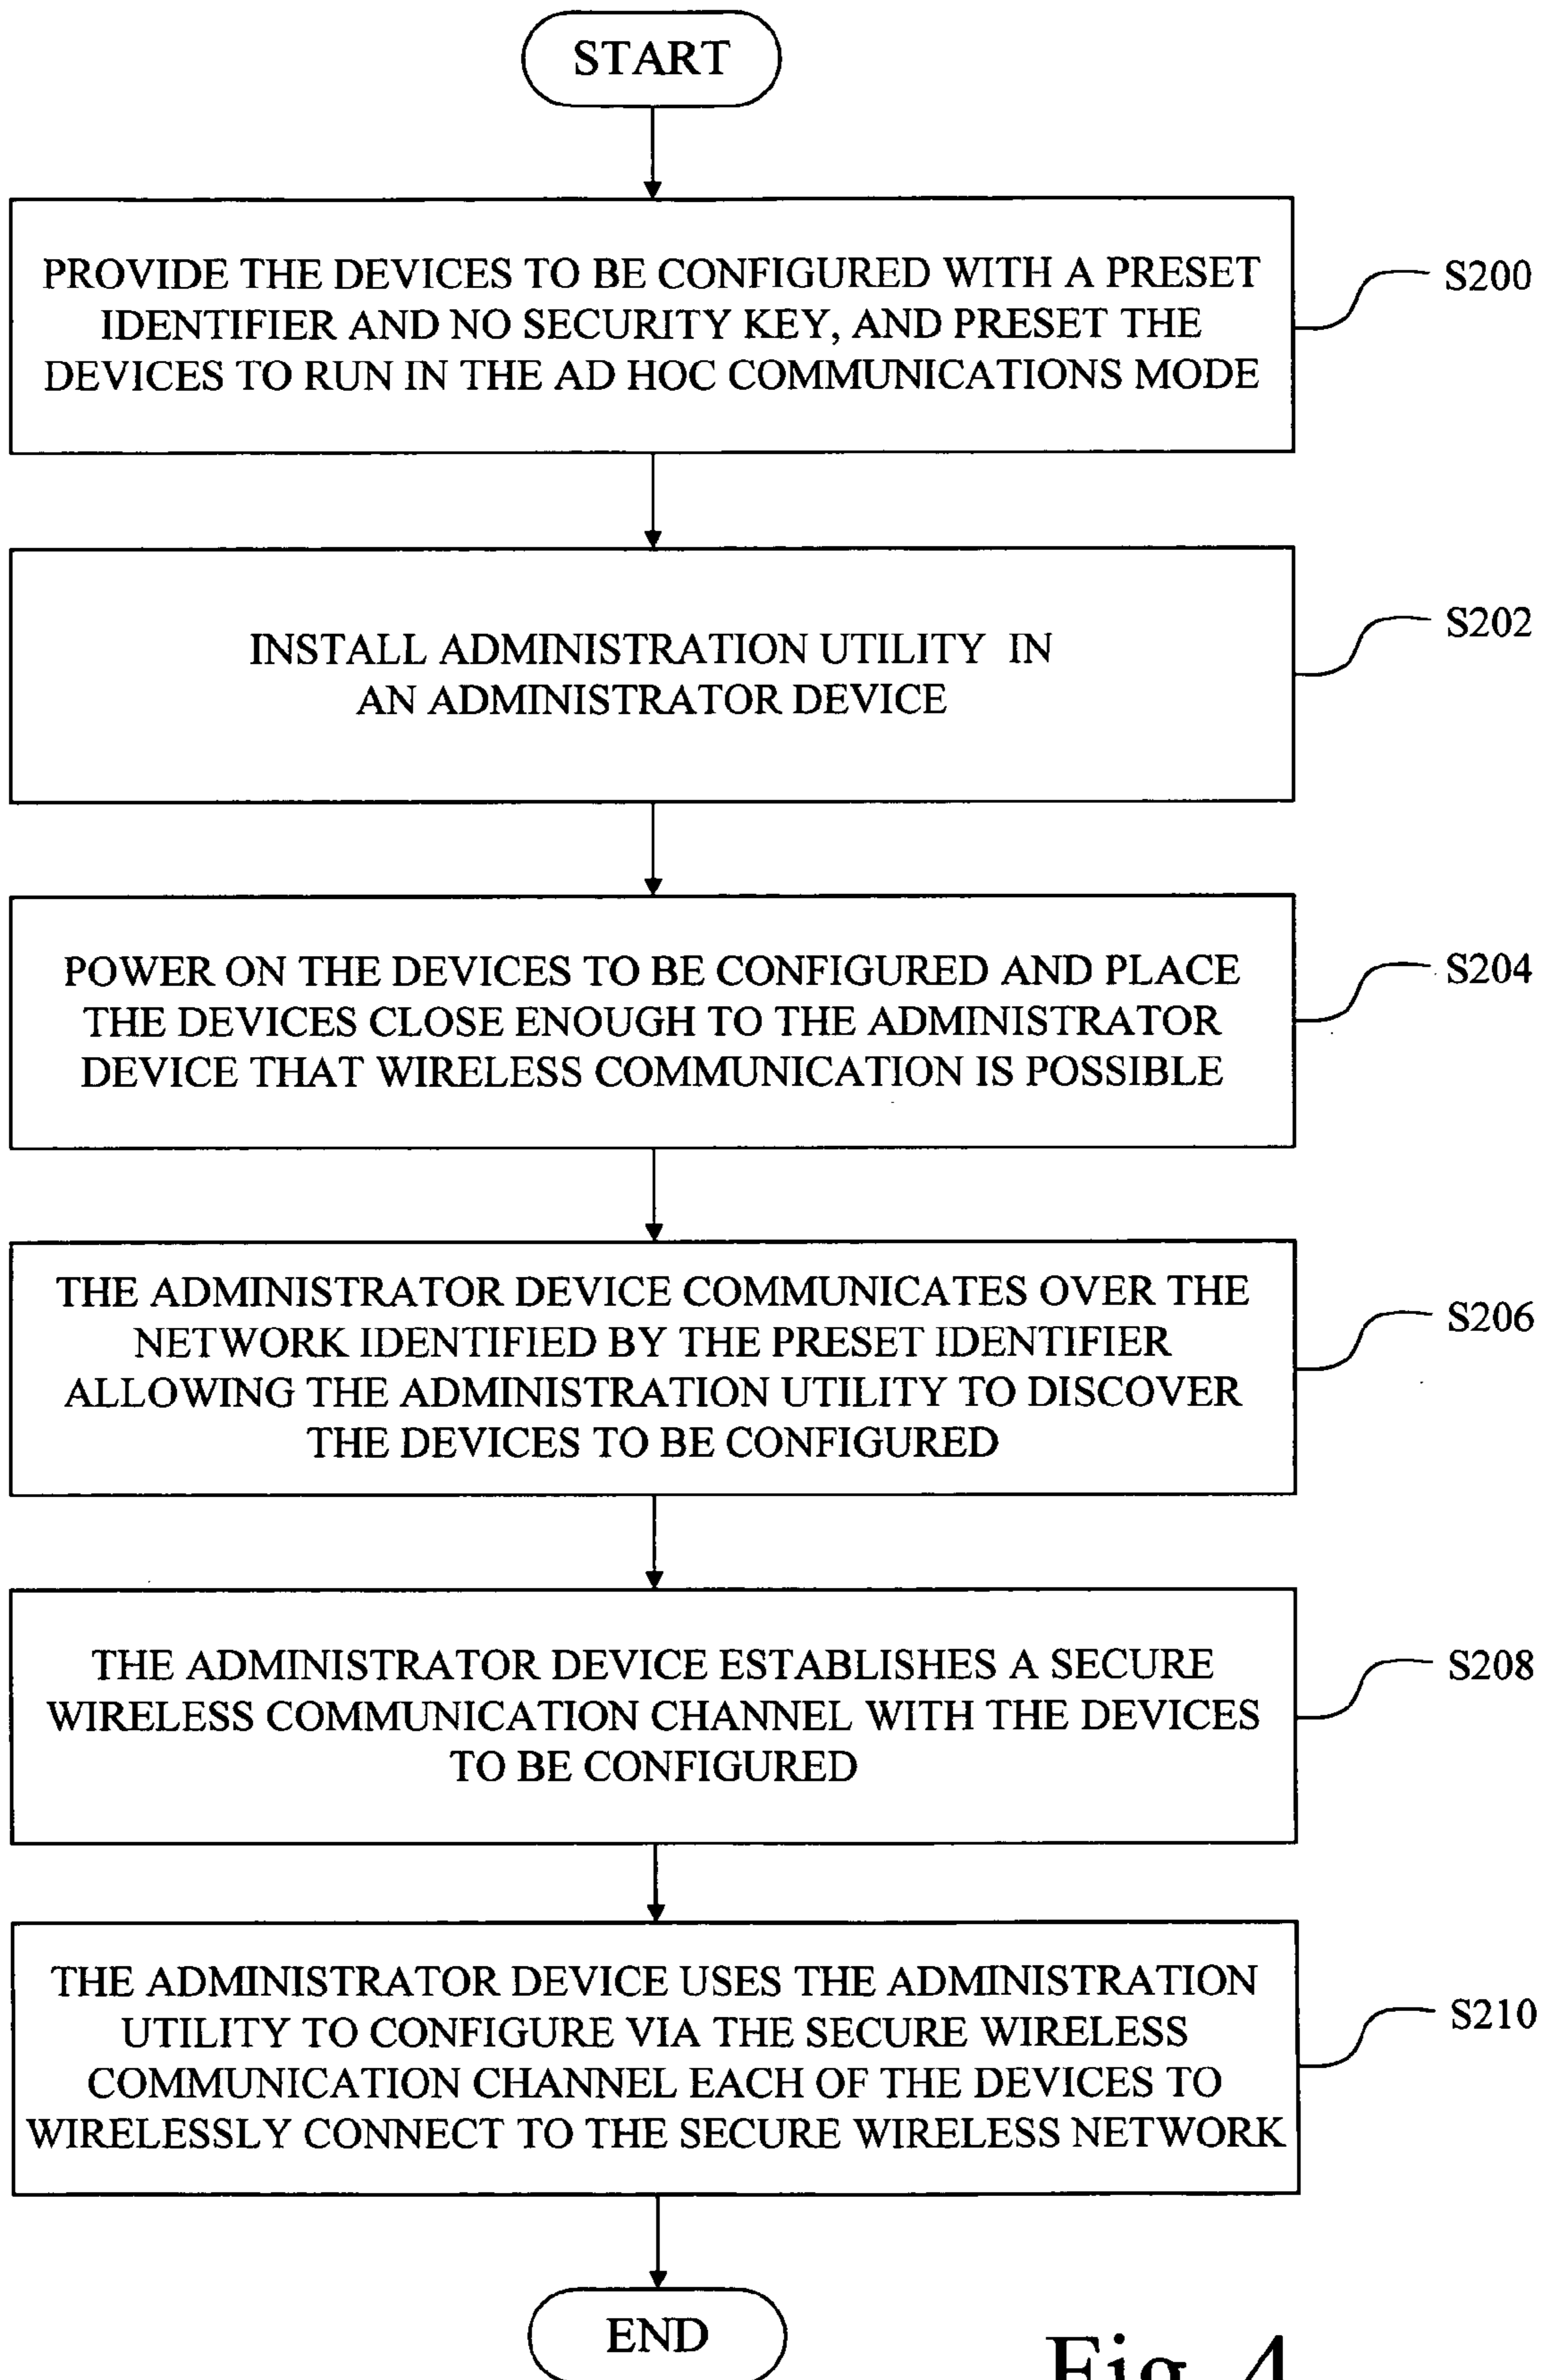 START
PROVIDE THE DEVICES TO BE CONFIGURED WITH A PRESET
IDENTIFIER AND NO SECURITY KEY, AND PRESET THE
DEVICES TO RUN IN THE AD HOC COMMUNICATIONS MODE
S200
INSTALL ADMINISTRATION UTILITY IN
AN ADMINISTRATOR DEVICE
S202
POWER ON THE DEVICES TO BE CONFIGURED AND PLACE
THE DEVICES CLOSE ENOUGH TO THE ADMINISTRATOR
DEVICE THAT WIRELESS COMMUNICATION IS POSSIBLE
S204
THE ADMINISTRATOR DEVICE COMMUNICATES OVER THE
NETWORK IDENTIFIED BY THE PRESET IDENTIFIER
ALLOWING THE ADMINISTRATION UTILITY TO DISCOVER
THE DEVICES TO BE CONFIGURED
S206
THE ADMINISTRATOR DEVICE ESTABLISHES A SECURE
WIRELESS COMMUNICATION CHANNEL WITH THE DEVICES
TO BE CONFIGURED
S208
THE ADMINISTRATOR DEVICE USES THE ADMINISTRATION
UTILITY TO CONFIGURE VIA THE SECURE WIRELESS
COMMUNICATION CHANNEL EACH OF THE DEVICES TO
WIRELESSLY CONNECT TO THE SECURE WIRELESS NETWORK
S210
END
Fig. 4